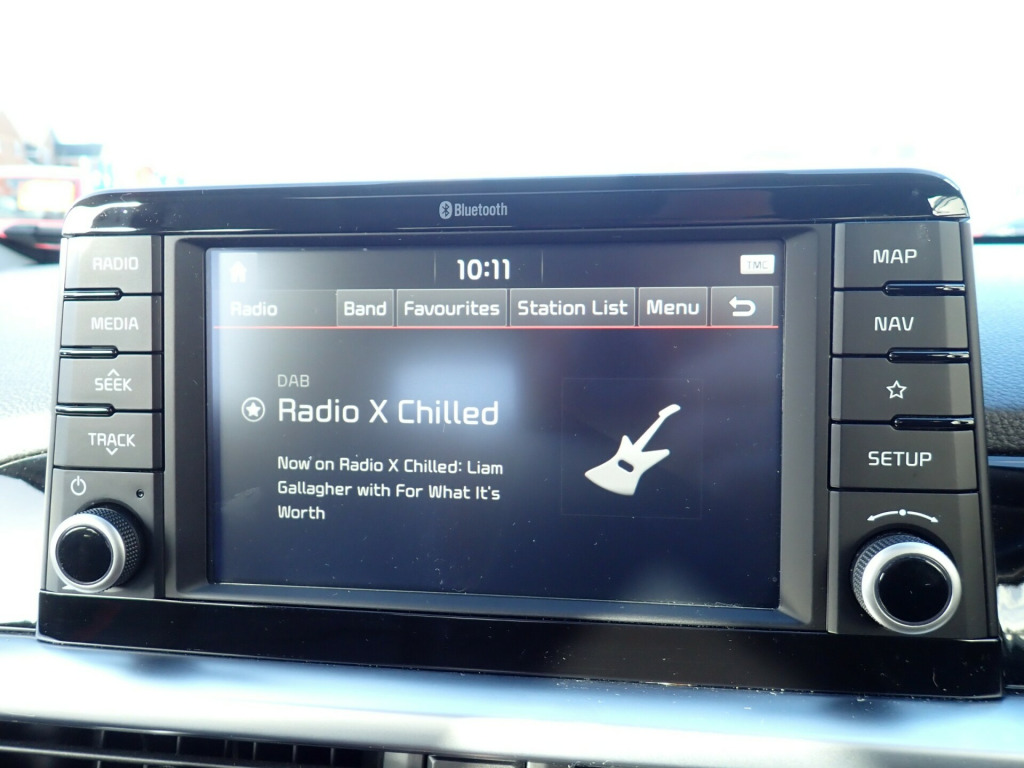 Bluetooth
RADIO
MEDIA
SEEK
TRACK
10:11
TMC
Radio
Band
Favourites
Station List
Menu
DAB
Radio X Chilled
Now on Radio X Chilled: Liam
Gallagher with For What It's
Worth
MAP
NAV
SETUP